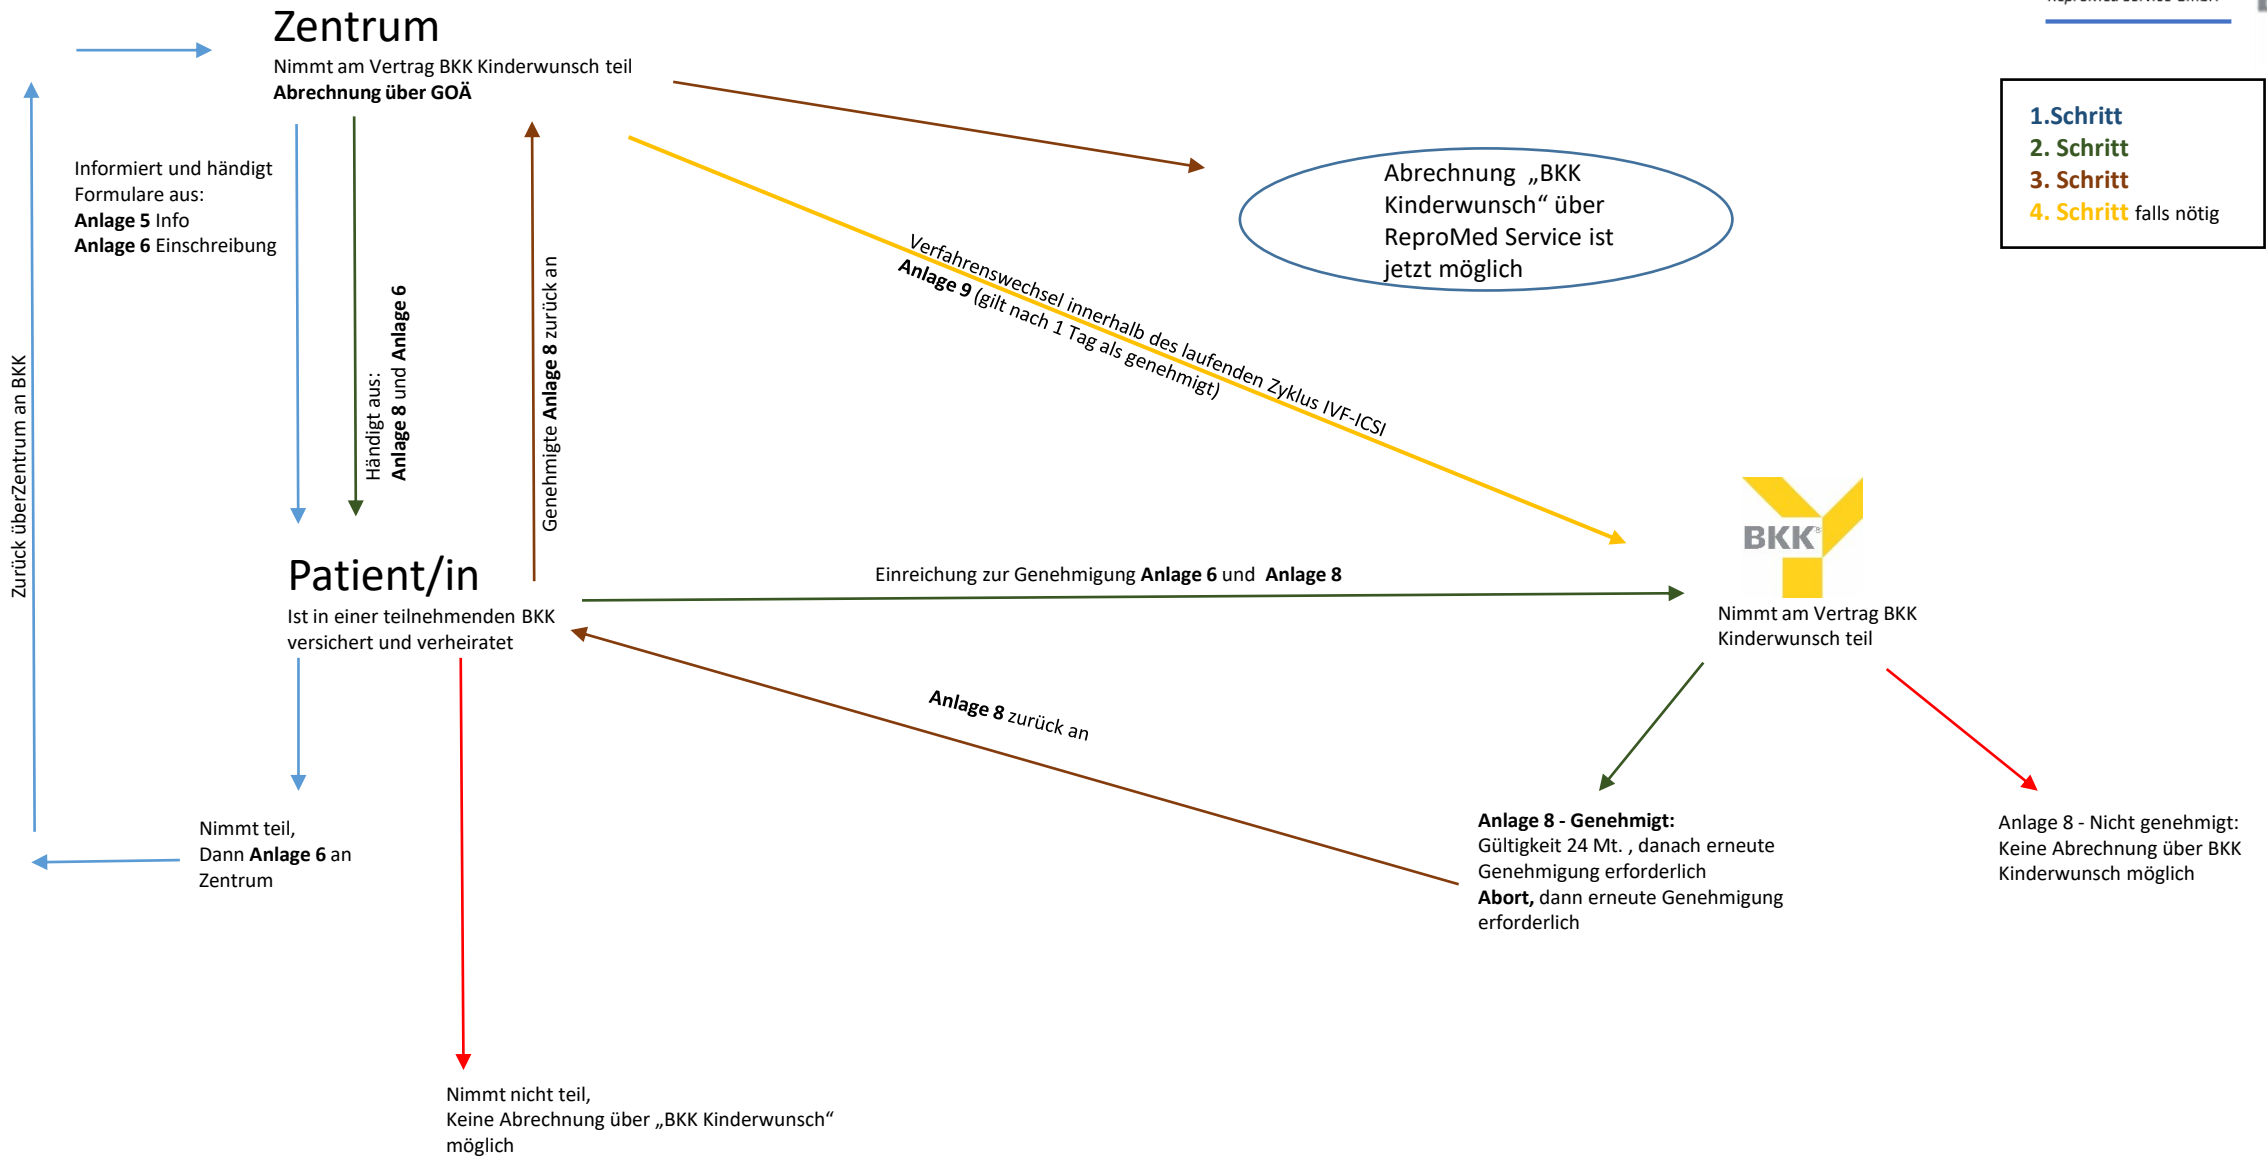 Zentrum
Nimmt am Vertrag BKK Kinderwunsch teil
Abrechnung über GOÄ
Informiert und händigt
Formulare aus:
Anlage 5 Info
Anlage 6 Einschreibung
Zurück überZentrum an BKK
Händigt aus:
Anlage 8 und Anlage 6
Genehmigte Anlage 8 zurück an
Abrechnung „BKK
Kinderwunsch“ über
ReproMed Service ist
jetzt möglich
1.Schritt
2. Schritt
3. Schritt
4. Schritt falls nötig
Verfahrenswechsel innerhalb des laufenden Zyklus IVF-ICSI
Anlage 9 (gilt nach 1 Tag als genehmigt)
Patient/in
Ist in einer teilnehmenden BKK
versichert und verheiratet
Einreichung zur Genehmigung Anlage 6 und Anlage 8
BKK®
Nimmt am Vertrag BKK
Kinderwunsch teil
Anlage 8 zurück an
Nimmt teil,
Dann Anlage 6 an
Zentrum
Anlage 8 - Genehmigt:
Gültigkeit 24 Mt. , danach erneute
Genehmigung erforderlich
Abort, dann erneute Genehmigung
erforderlich
Anlage 8 - Nicht genehmigt:
Keine Abrechnung über BKK
Kinderwunsch möglich
Nimmt nicht teil,
Keine Abrechnung über „BKK Kinderwunsch“
möglich